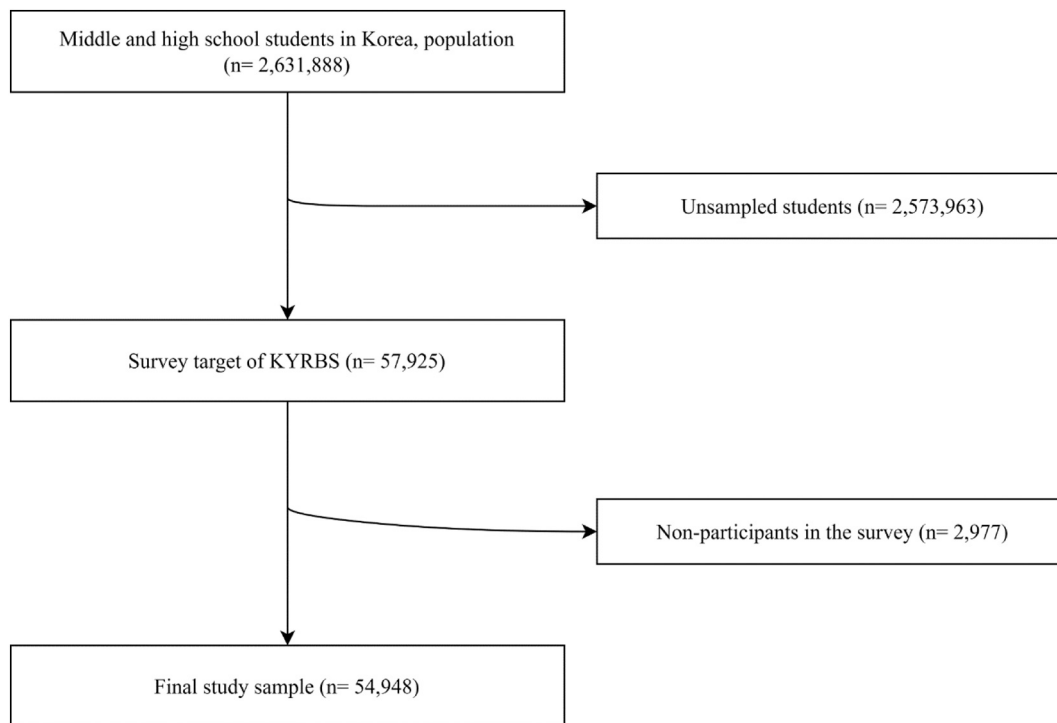 Middle and high school students in Korea, population
(n= 2,631,888)
Unsampled students (n= 2,573,963)
Survey target of KYRBS (n= 57,925)
Non-participants in the survey (n= 2,977)
Final study sample (n= 54,948)